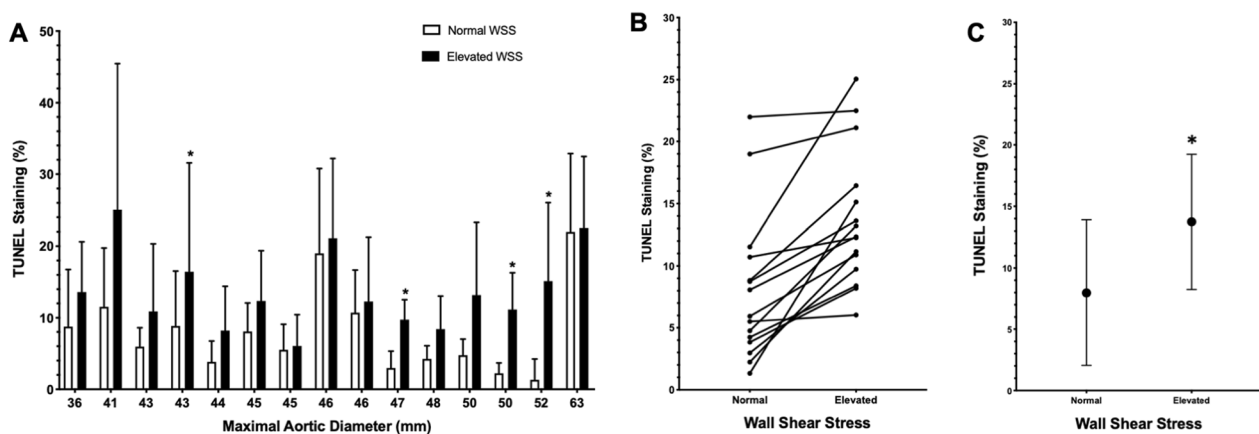 A
Normal WSS
Elevated WSS
TUNEL Staining (%)
50
40
30
20
10
0
* * * *
36 41 43 43 44 45 45 46 46 47 48 50 50 52 63
Maximal Aortic Diameter (mm)
B
TUNEL Staining (%)
30
25
20
15
10
5
0
Normal Elevated
Wall Shear Stress
C
TUNEL Staining (%)
30
25
20
15
10
5
0
*
Normal Elevated
Wall Shear Stress